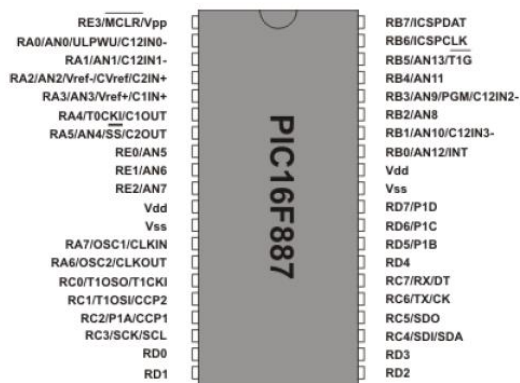 RE3/MCLR/Vpp
RA0/AN0/ULPWU/C12IN0-
RA1/AN1/C12IN1-
RA2/AN2/Vref-/CVref/C2IN+
RA3/AN3/Vref+/C1IN+
RA4/T0CKI/C1OUT
RA5/AN4/SS/C2OUT
RE0/AN5
RE1/AN6
RE2/AN7
Vdd
Vss
RA7/OSC1/CLKIN
RA6/OSC2/CLKOUT
RC0/T1OSO/T1CKI
RC1/T1OSI/CCP2
RC2/P1A/CCP1
RC3/SCK/SCL
RD0
RD1
PIC16F887
RB7/ICSPDAT
RB6/ICSPCLK
RB5/AN13/T1G
RB4/AN11
RB3/AN9/PGM/C12IN2-
RB2/AN8
RB1/AN10/C12IN3-
RB0/AN12/INT
Vdd
Vss
RD7/P1D
RD6/P1C
RD5/P1B
RD4
RC7/RX/DT
RC6/TX/CK
RC5/SDO
RC4/SDI/SDA
RD3
RD2